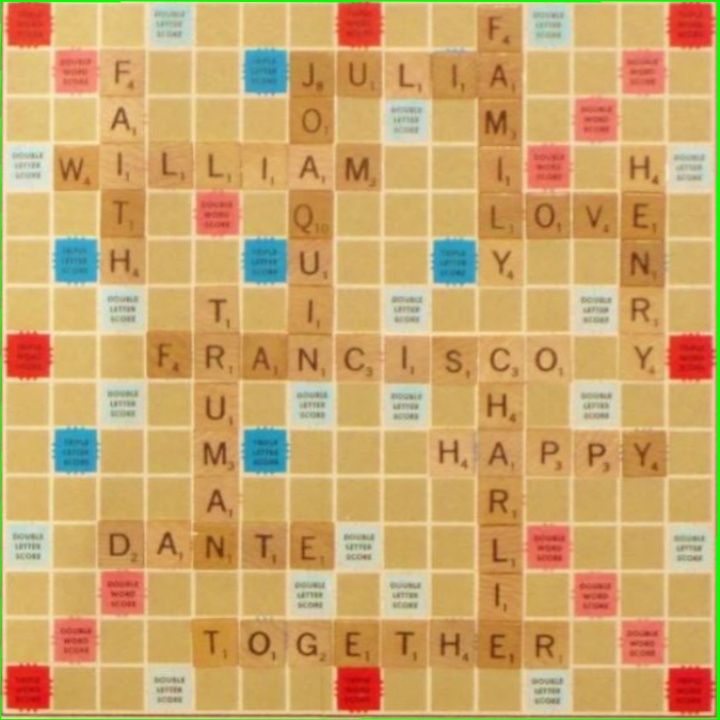 FAMILY
JULIA
FAITH
JOAQUIN
WILLIAM
HENRY
LOVE
TRUMAN
FRANCISCO
CHARLIE
HAPPY
DANTE
TOGETHER
DOUBLE LETTER SCORE
DOUBLE WORD SCORE
TRIPLE LETTER SCORE
TRIPLE WORD SCORE